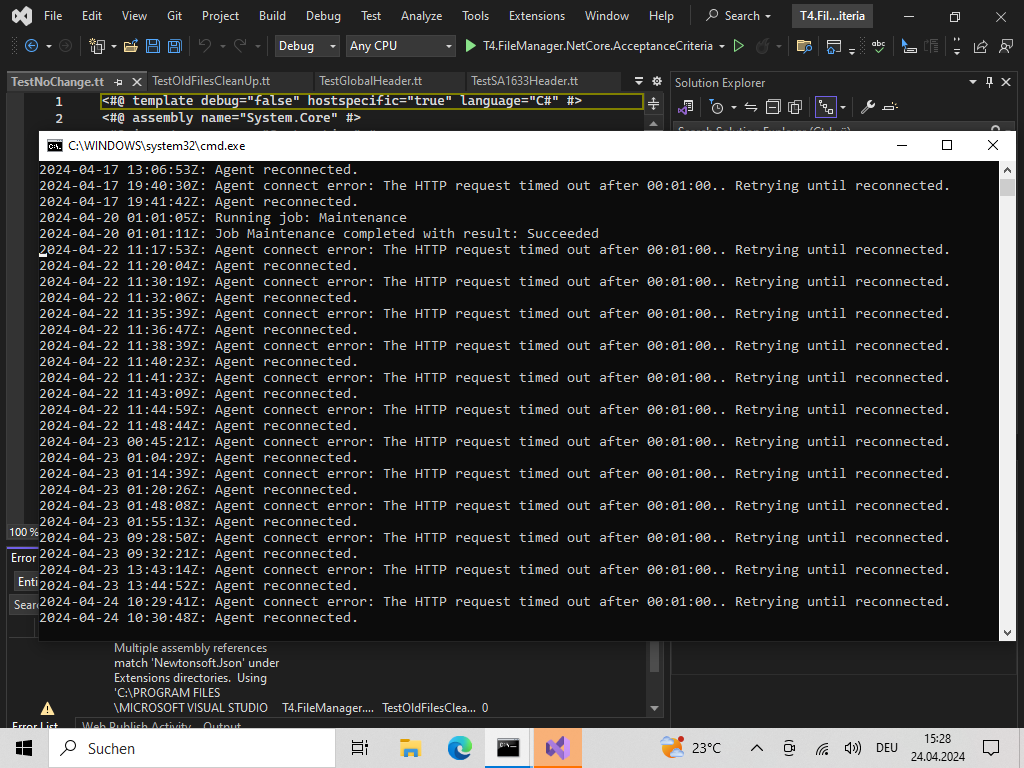 File Edit View Git Project Build Debug Test Analyze Tools Extensions Window Help Search T4.Fil...iteria
Debug Any CPU T4.FileManager.NetCore.AcceptanceCriteria
TestNoChange.tt TestOldFilesCleanUp.tt TestGlobalHeader.tt TestSA1633Header.tt
Solution Explorer
1 <#@ template debug="false" hostspecific="true" language="C#" #>
2 <#@ assembly name="System.Core" #>
C:\WINDOWS\system32\cmd.exe
2024-04-17 13:06:53Z: Agent reconnected.
2024-04-17 19:40:30Z: Agent connect error: The HTTP request timed out after 00:01:00.. Retrying until reconnected.
2024-04-17 19:41:42Z: Agent reconnected.
2024-04-20 01:01:05Z: Running job: Maintenance
2024-04-20 01:01:11Z: Job Maintenance completed with result: Succeeded
2024-04-22 11:17:53Z: Agent connect error: The HTTP request timed out after 00:01:00.. Retrying until reconnected.
2024-04-22 11:20:04Z: Agent reconnected.
2024-04-22 11:30:19Z: Agent connect error: The HTTP request timed out after 00:01:00.. Retrying until reconnected.
2024-04-22 11:32:06Z: Agent reconnected.
2024-04-22 11:35:39Z: Agent connect error: The HTTP request timed out after 00:01:00.. Retrying until reconnected.
2024-04-22 11:36:47Z: Agent reconnected.
2024-04-22 11:38:39Z: Agent connect error: The HTTP request timed out after 00:01:00.. Retrying until reconnected.
2024-04-22 11:40:23Z: Agent reconnected.
2024-04-22 11:41:23Z: Agent connect error: The HTTP request timed out after 00:01:00.. Retrying until reconnected.
2024-04-22 11:43:09Z: Agent reconnected.
2024-04-22 11:44:59Z: Agent connect error: The HTTP request timed out after 00:01:00.. Retrying until reconnected.
2024-04-22 11:48:44Z: Agent reconnected.
2024-04-23 00:45:21Z: Agent connect error: The HTTP request timed out after 00:01:00.. Retrying until reconnected.
2024-04-23 01:04:29Z: Agent reconnected.
2024-04-23 01:14:39Z: Agent connect error: The HTTP request timed out after 00:01:00.. Retrying until reconnected.
2024-04-23 01:20:26Z: Agent reconnected.
2024-04-23 01:48:08Z: Agent connect error: The HTTP request timed out after 00:01:00.. Retrying until reconnected.
2024-04-23 01:55:13Z: Agent reconnected.
2024-04-23 09:28:50Z: Agent connect error: The HTTP request timed out after 00:01:00.. Retrying until reconnected.
2024-04-23 09:32:21Z: Agent reconnected.
2024-04-23 13:43:14Z: Agent connect error: The HTTP request timed out after 00:01:00.. Retrying until reconnected.
2024-04-23 13:44:52Z: Agent reconnected.
2024-04-24 10:29:41Z: Agent connect error: The HTTP request timed out after 00:01:00.. Retrying until reconnected.
2024-04-24 10:30:48Z: Agent reconnected.
100 %
Error
Enti
Sear
Multiple assembly references
match 'Newtonsoft.Json' under
Extensions directories. Using
'C:\PROGRAM FILES
\MICROSOFT VISUAL STUDIO T4.FileManager.... TestOldFilesClea... 0
Error List Web Publish Activity Output
Suchen 23°C DEU 15:28
24.04.2024